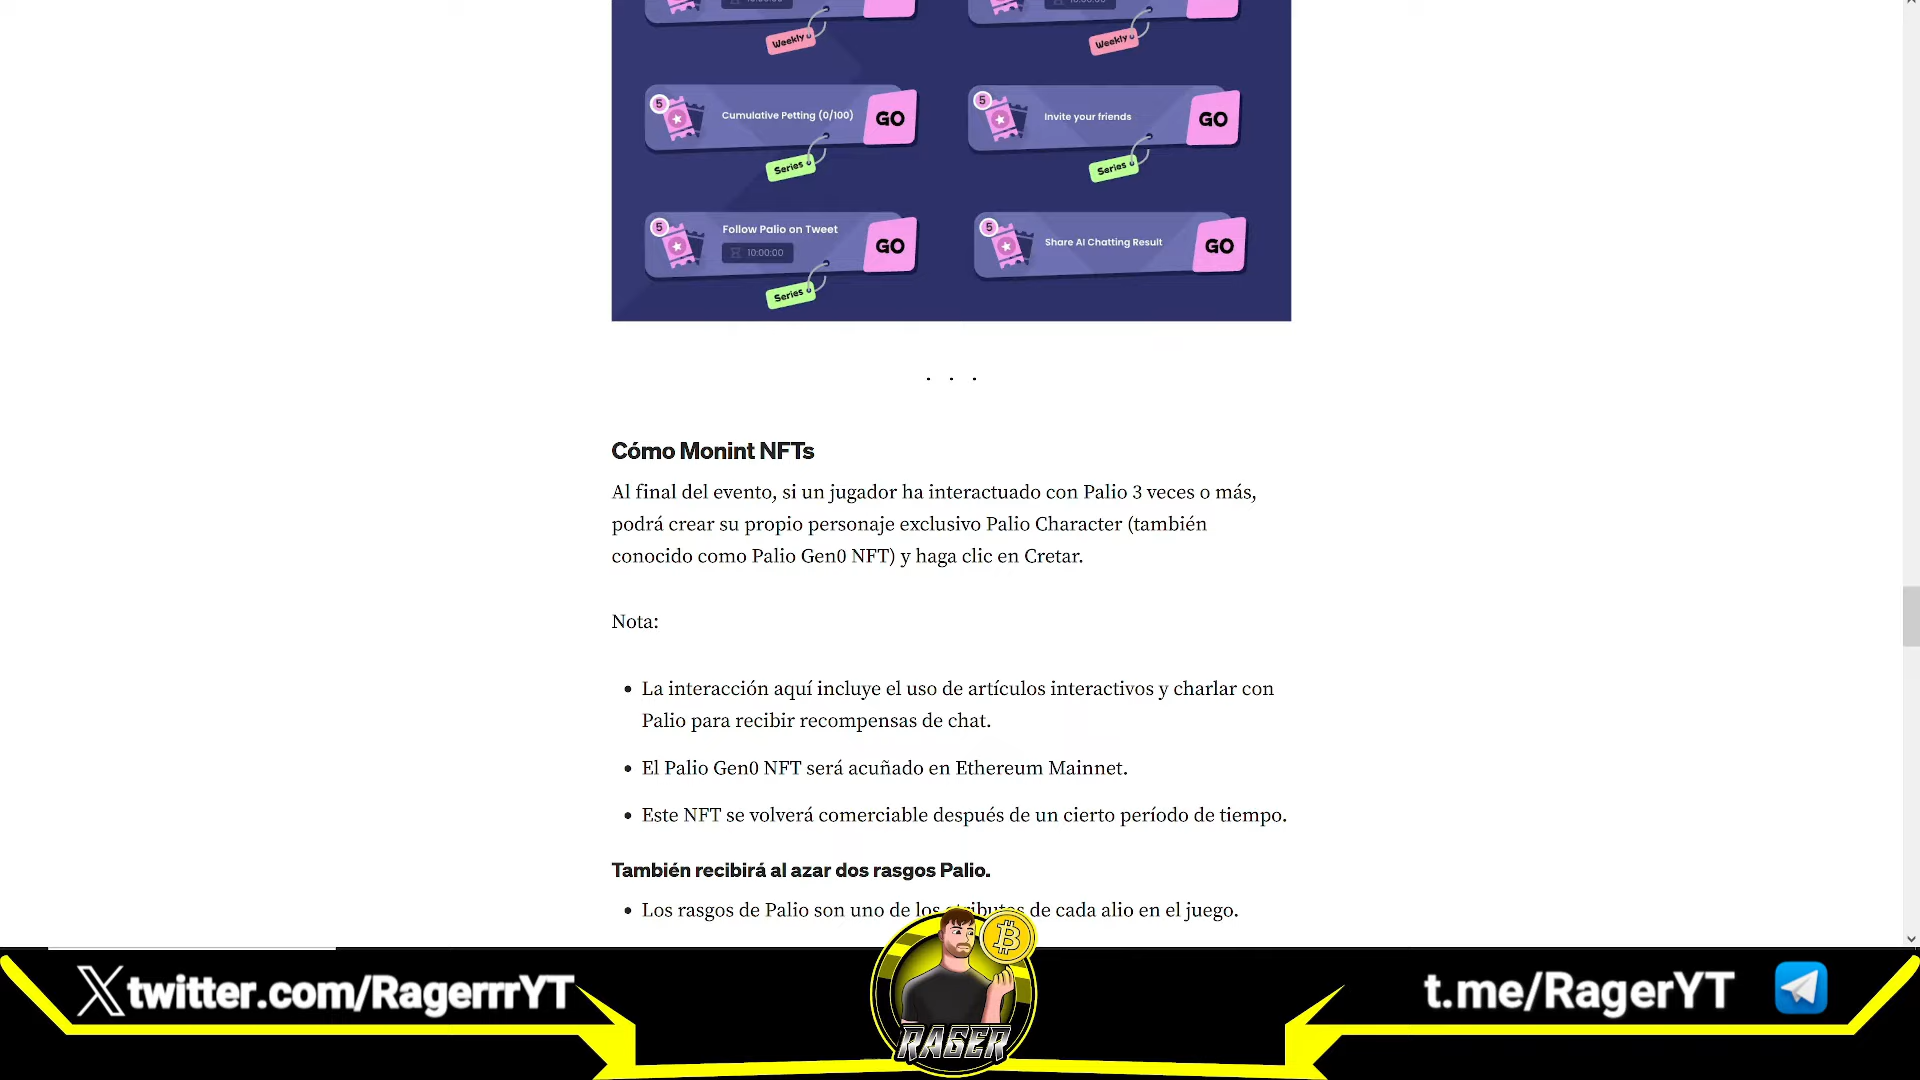 10:00:00
10:00:00
Weekly
Weekly
5
Cumulative Petting (0/100)
GO
5
Invite your friends
GO
Series
Series
5
Follow Palio on Tweet
10:00:00
GO
5
Share AI Chatting Result
GO
Series
. . .
Cómo Monint NFTs
Al final del evento, si un jugador ha interactuado con Palio 3 veces o más,
podrá crear su propio personaje exclusivo Palio Character (también
conocido como Palio Gen0 NFT) y haga clic en Cretar.
Nota:
• La interacción aquí incluye el uso de artículos interactivos y charlar con
Palio para recibir recompensas de chat.
• El Palio Gen0 NFT será acuñado en Ethereum Mainnet.
• Este NFT se volverá comerciable después de un cierto período de tiempo.
También recibirá al azar dos rasgos Palio.
• Los rasgos de Palio son uno de los atributos de cada alio en el juego.
X twitter.com/RagerrrYT
RAGER
t.me/RagerYT